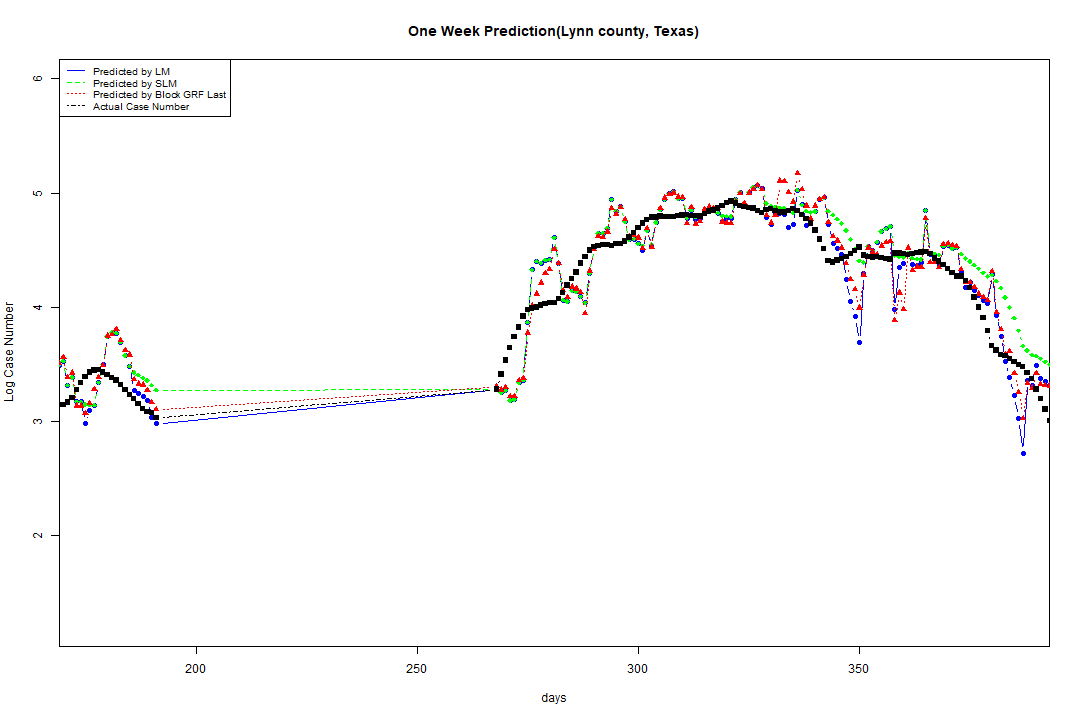 One Week Prediction(Lynn county, Texas)
Predicted by LM
Predicted by SLM
Predicted by Block GRF Last
Actual Case Number
6
5
4
3
2
Log Case Number
200
250
300
350
days